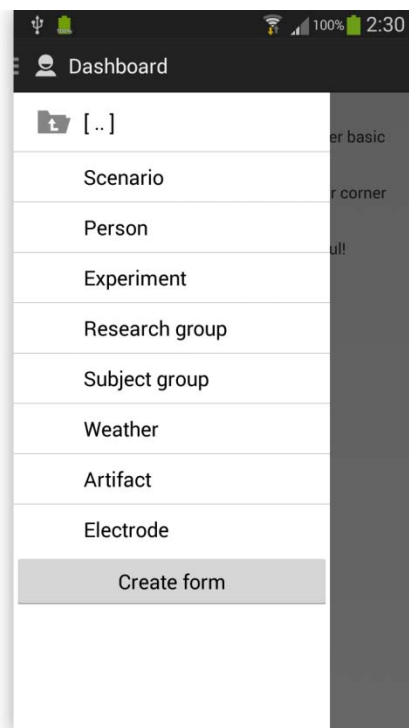 100% 2:30
100%
Dashboard
[ .. ]
er basic
Scenario
r corner
Person
ul!
Experiment
Research group
Subject group
Weather
Artifact
Electrode
Create form